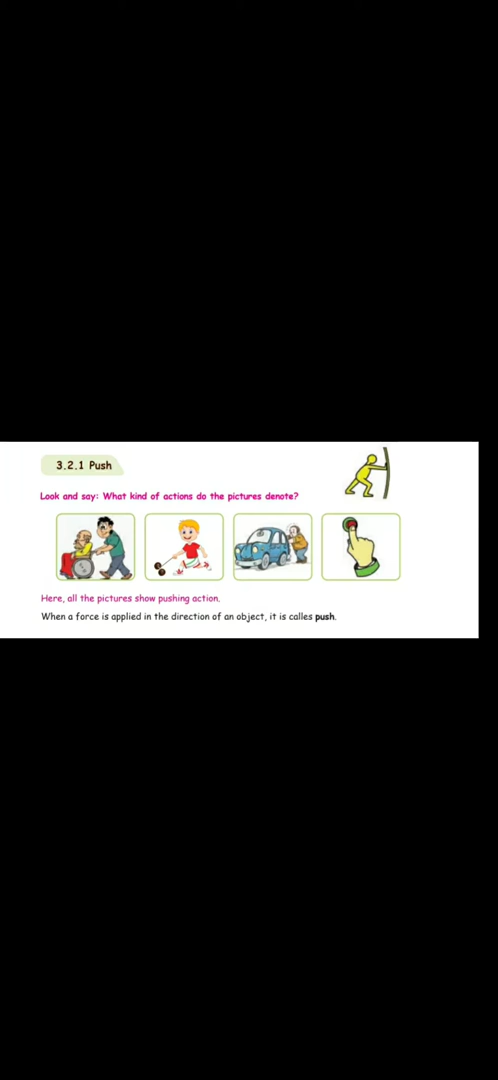 3.2.1 Push
Look and say: What kind of actions do the pictures denote?
Here, all the pictures show pushing action.
When a force is applied in the direction of an object, it is calles push.